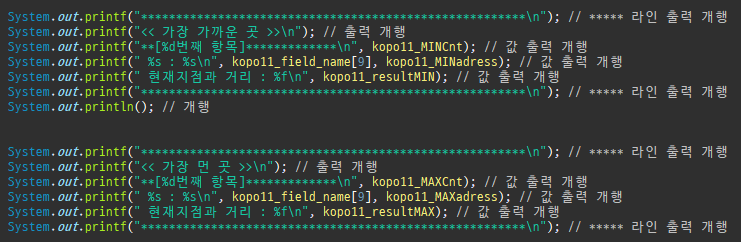 System.out.printf("*******************************************************\n"); // ***** 라인 출력 개행
System.out.printf("<< 가장 가까운 곳 >>\n"); // 출력 개행
System.out.printf("**[%d번째 항목]*************\n", kopo11_MINCnt); // 값 출력 개행
System.out.printf(" %s : %s\n", kopo11_field_name[9], kopo11_MINadress); // 값 출력 개행
System.out.printf(" 현재지점과 거리 : %f\n", kopo11_resultMIN); // 값 출력 개행
System.out.printf("*******************************************************\n"); // ***** 라인 출력 개행
System.out.println(); // 개행
System.out.printf("*******************************************************\n"); // ***** 라인 출력 개행
System.out.printf("<< 가장 먼 곳 >>\n"); // 출력 개행
System.out.printf("**[%d번째 항목]*************\n", kopo11_MAXCnt); // 값 출력 개행
System.out.printf(" %s : %s\n", kopo11_field_name[9], kopo11_MAXadress); // 값 출력 개행
System.out.printf(" 현재지점과 거리 : %f\n", kopo11_resultMAX); // 값 출력 개행
System.out.printf("*******************************************************\n"); // ***** 라인 출력 개행